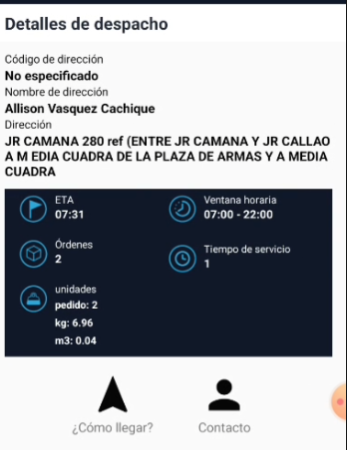 Detalles de despacho
Código de dirección
No especificado
Nombre de dirección
Allison Vasquez Cachique
Dirección
JR CAMANA 280 ref (ENTRE JR CAMANA Y JR CALLAO
A M EDIA CUADRA DE LA PLAZA DE ARMAS Y A MEDIA
CUADRA
ETA
07:31
Ventana horaria
07:00 - 22:00
Órdenes
2
Tiempo de servicio
1
unidades
pedido: 2
kg: 6.96
m3: 0.04
¿Cómo llegar?
Contacto